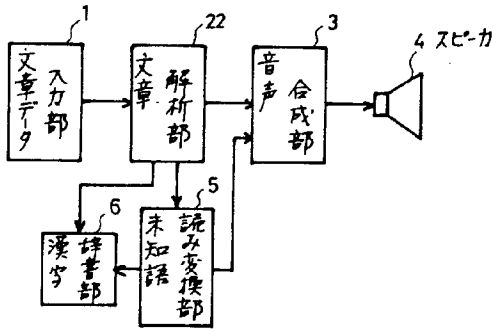 1
文章データ
入力部
22
文章
解析部
3
音声
合成部
4 スピーカ
5
未知語
読み変換部
6
漢字
辞書部